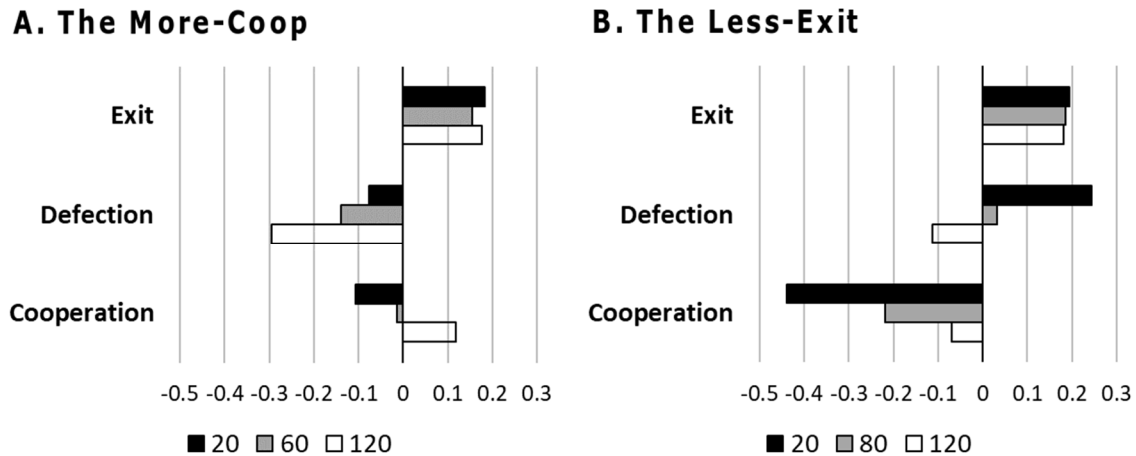 A. The More-Coop
Exit
Defection
Cooperation
-0.5 -0.4 -0.3 -0.2 -0.1 0 0.1 0.2 0.3
20 60 120
B. The Less-Exit
Exit
Defection
Cooperation
-0.5 -0.4 -0.3 -0.2 -0.1 0 0.1 0.2 0.3
20 80 120